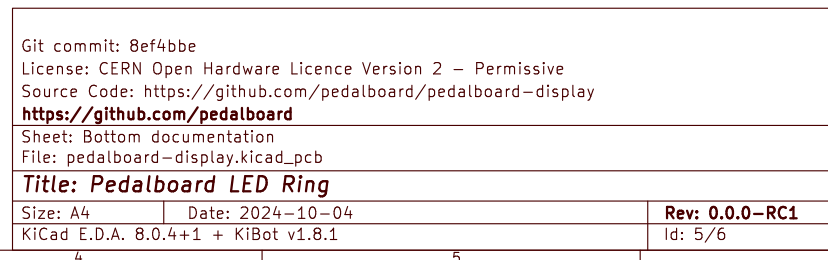 Git commit: 8ef4bbe
License: CERN Open Hardware Licence Version 2 – Permissive
Source Code: https://github.com/pedalboard/pedalboard–display
https://github.com/pedalboard
Sheet: Bottom documentation
File: pedalboard–display.kicad_pcb
Title: Pedalboard LED Ring
Size: A4 Date: 2024–10–04 Rev: 0.0.0–RC1
KiCad E.D.A. 8.0.4+1 + KiBot v1.8.1 Id: 5/6
4 5